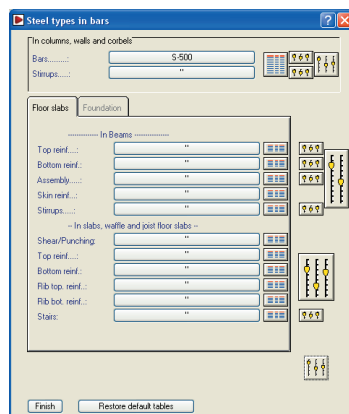 Steel types in bars
In columns, walls and corbels
Bars.........: S-500
Stirrups.....: "
Floor slabs Foundation
-------------- In Beams ----------------
Top reinf....: "
Bottom reinf.: "
Assembly.....: "
Skin reinf...: "
Stirrups.....: "
-- In slabs, waffle and joist floor slabs --
Shear/Punching: "
Top reinf....: "
Bottom reinf.: "
Rib top. reinf..: "
Rib bot. reinf.: "
Stairs: "
Finish Restore default tables